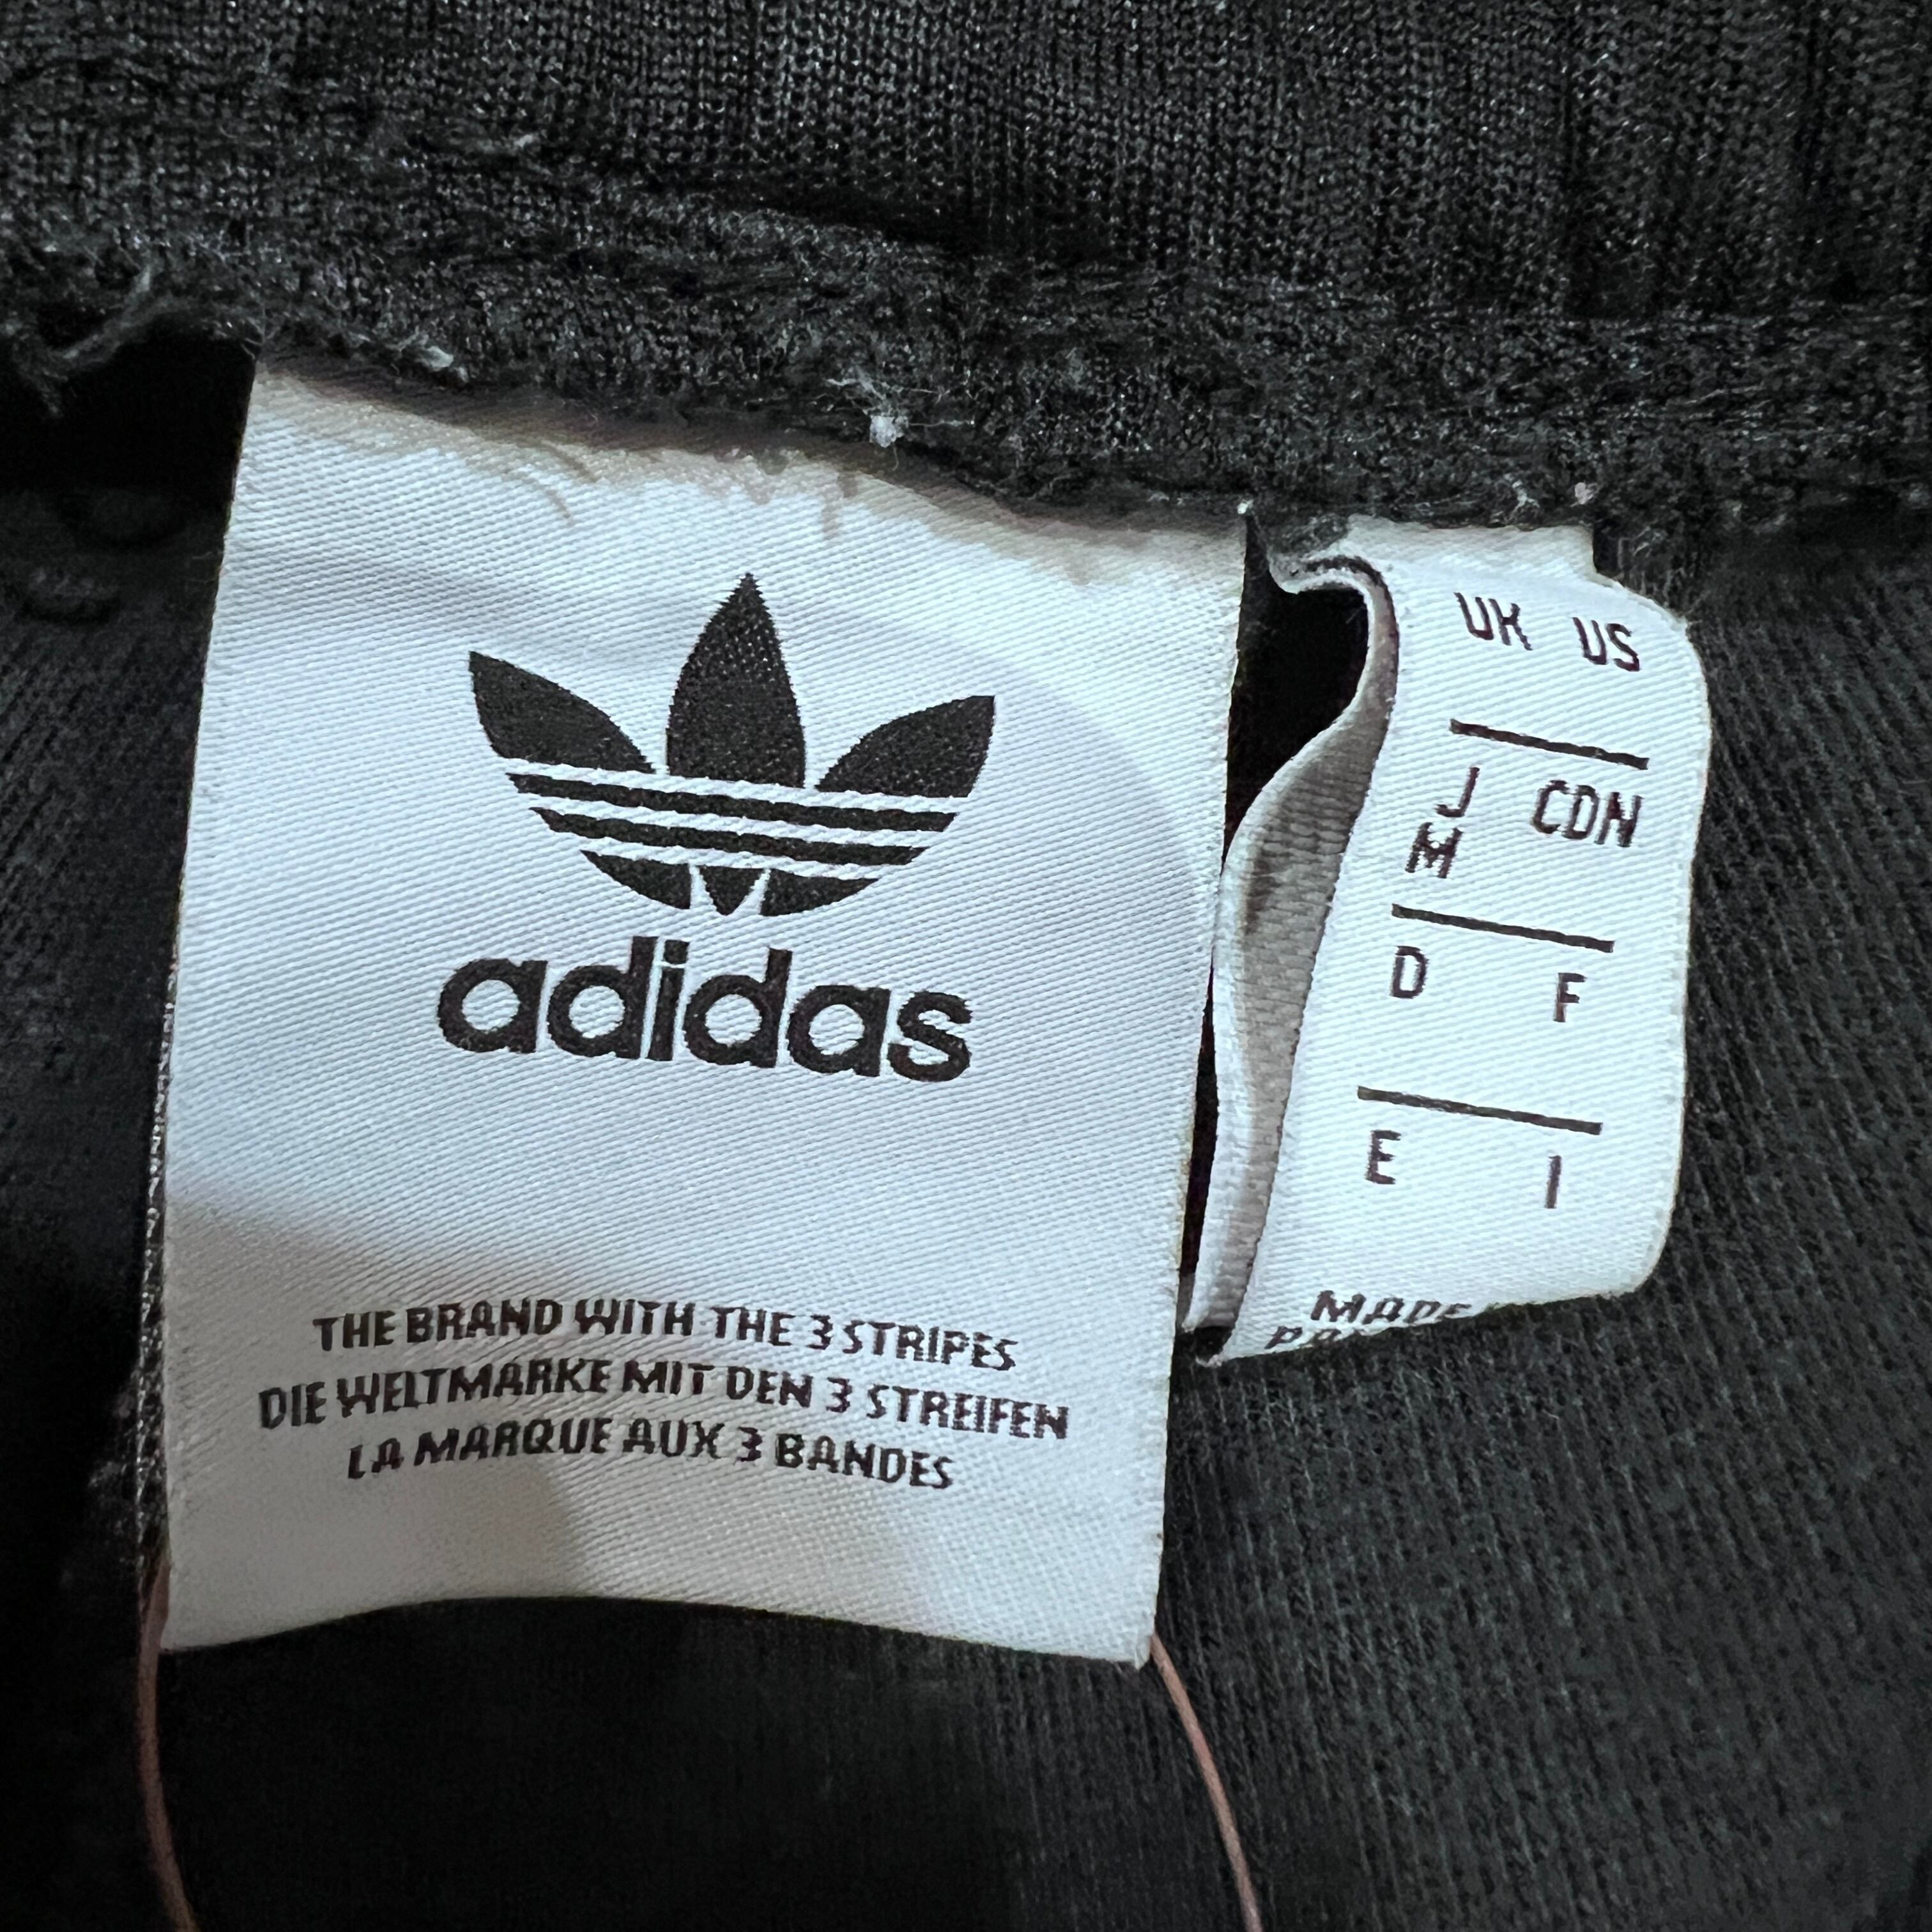 adidas
THE BRAND WITH THE 3 STRIPES
DIE WELTMARKE MIT DEN 3 STREIFEN
LA MARQUE AUX 3 BANDES
UK US
J CDN
M
D F
E I
MADE